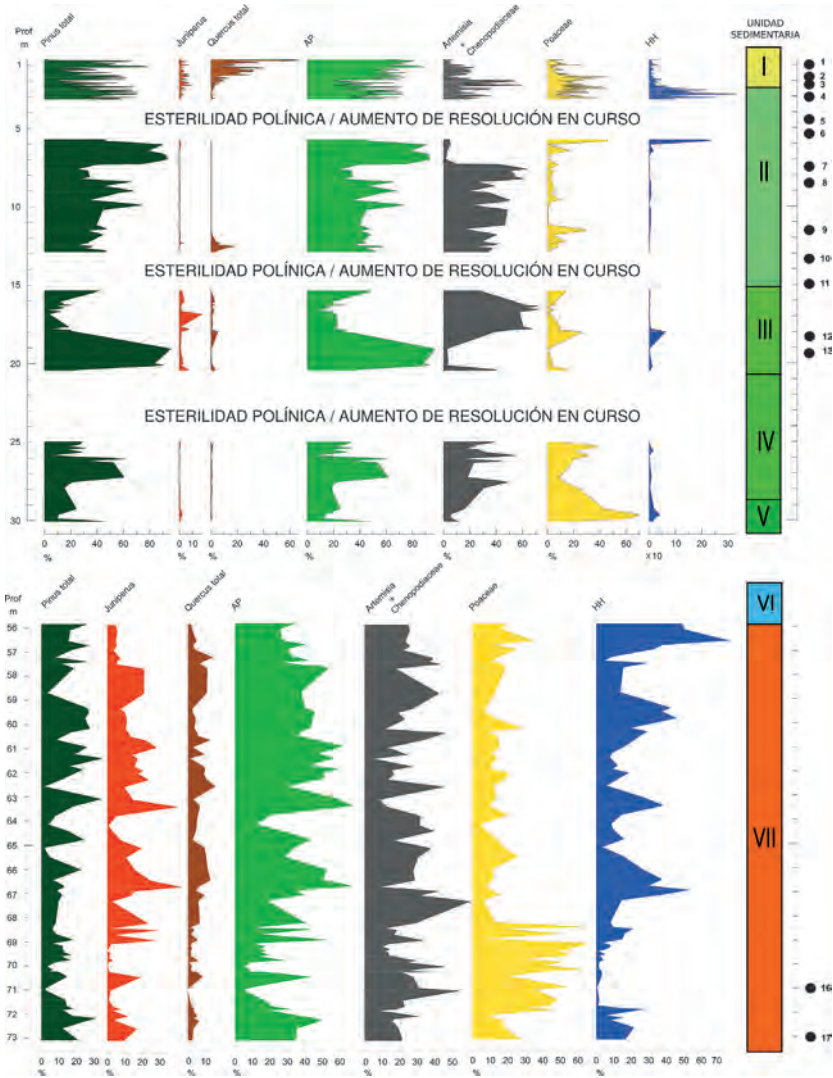 Prof
m
Pinus total
Juniperus
Quercus total
AP
Artemisia
+
Chenopodiaceae
Poaceae
HH
UNIDAD
SEDIMENTARIA
1
5
10
15
20
25
30
ESTERILIDAD POLÍNICA / AUMENTO DE RESOLUCIÓN EN CURSO
ESTERILIDAD POLÍNICA / AUMENTO DE RESOLUCIÓN EN CURSO
ESTERILIDAD POLÍNICA / AUMENTO DE RESOLUCIÓN EN CURSO
I
II
III
IV
V
1
2
3
4
5
6
7
8
9
10
11
12
13
0 20 40 60 80
0
0 20 40 60
0 20 40 60 80
0 20 40 60
0 20 40 60
0 10 20 30
% % % % % % X10
Prof
m
Pinus total
Juniperus
Quercus total
AP
Artemisia
+
Chenopodiaceae
Poaceae
HH
56
57
58
59
60
61
62
63
64
65
66
67
68
69
70
71
72
73
VI
VII
16
17
0 10 20 30
0 10 20 30
0 10
0 10 20 30 40 50 60
0 10 20 30 40 50
0 10 20 30 40 50 60
0 10 20 30 40 50 60 70
% % % % % % %